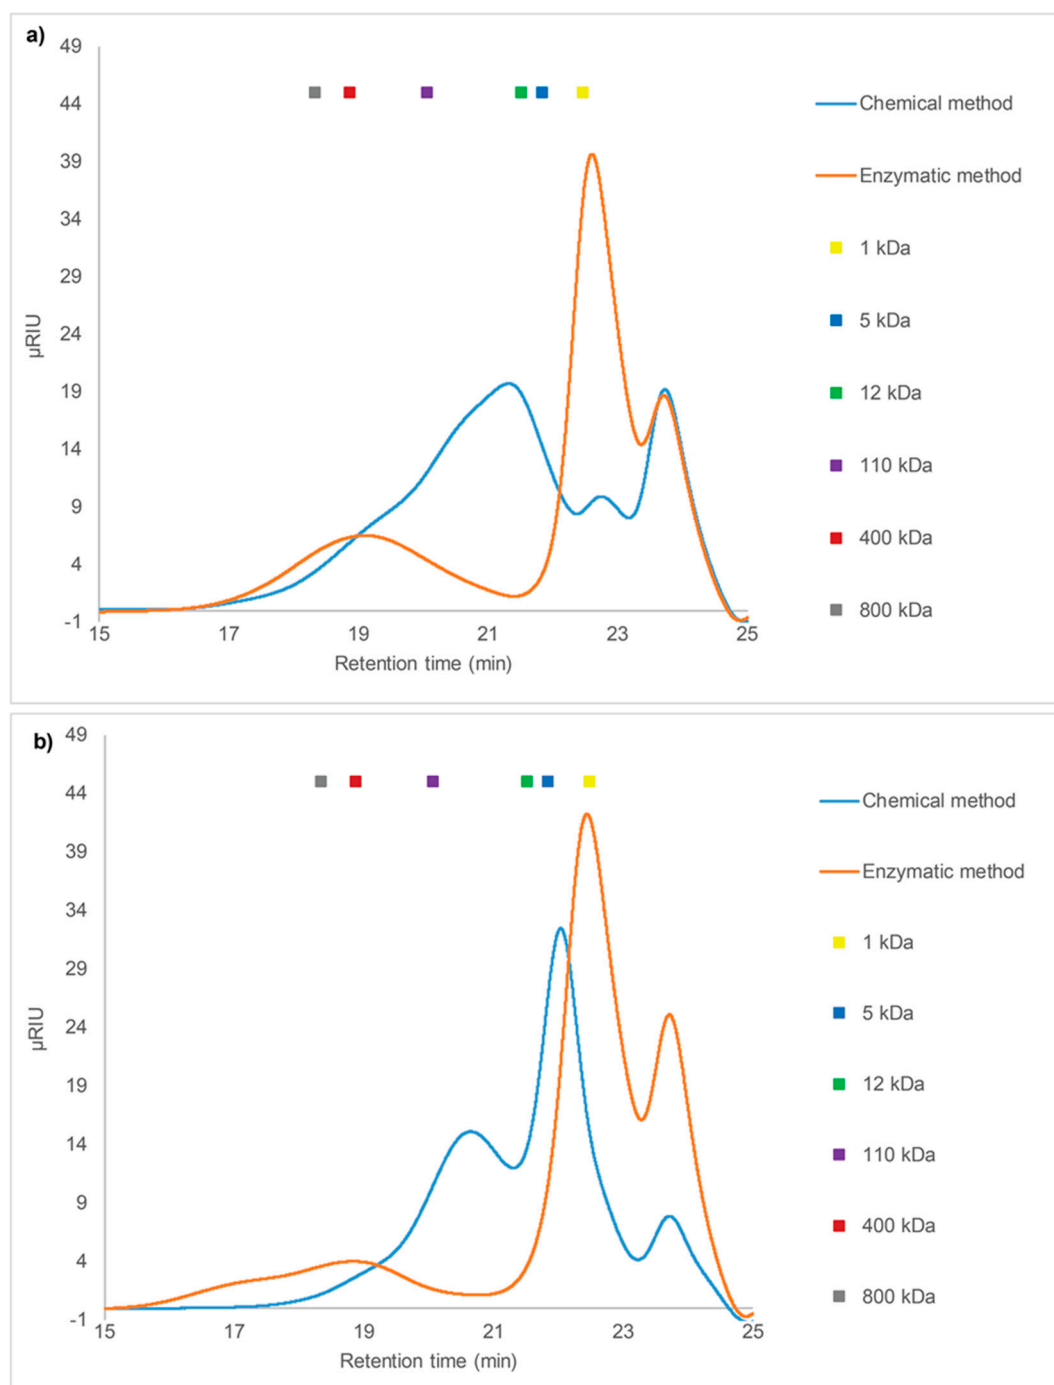 a)
49
44
39
34
29
24
19
14
9
4
-1
µRIU
15 17 19 21 23 25
Retention time (min)
Chemical method
Enzymatic method
1 kDa
5 kDa
12 kDa
110 kDa
400 kDa
800 kDa
b)
49
44
39
34
29
24
19
14
9
4
-1
µRIU
15 17 19 21 23 25
Retention time (min)
Chemical method
Enzymatic method
1 kDa
5 kDa
12 kDa
110 kDa
400 kDa
800 kDa